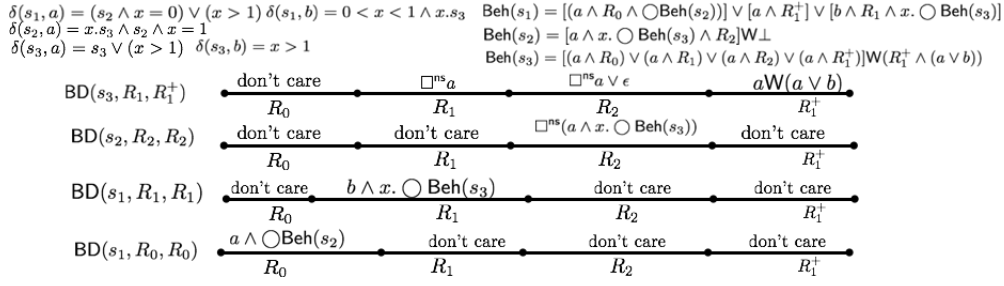 δ(s₁, a) = (s₂ ∧ x = 0) ∨ (x > 1) δ(s₁, b) = 0 < x < 1 ∧ x.s₃
δ(s₂, a) = x.s₃ ∧ s₂ ∧ x = 1
δ(s₃, a) = s₃ ∨ (x > 1) δ(s₃, b) = x > 1
Beh(s₁) = [(a ∧ R₀ ∧ ◯Beh(s₂))] ∨ [a ∧ R₁⁺] ∨ [b ∧ R₁ ∧ x. ◯ Beh(s₃)]
Beh(s₂) = [a ∧ x. ◯ Beh(s₃) ∧ R₂]W⊥
Beh(s₃) = [(a ∧ R₀) ∨ (a ∧ R₁) ∨ (a ∧ R₂) ∨ (a ∧ R₁⁺)]W(R₁⁺ ∧ (a ∨ b))
BD(s₃, R₁, R₁⁺) don't care □ⁿˢa □ⁿˢa ∨ ϵ aW(a ∨ b)
R₀ R₁ R₂ R₁⁺
BD(s₂, R₂, R₂) don't care don't care □ⁿˢ(a ∧ x. ◯ Beh(s₃)) don't care
R₀ R₁ R₂ R₁⁺
BD(s₁, R₁, R₁) don't care b ∧ x. ◯ Beh(s₃) don't care don't care
R₀ R₁ R₂ R₁⁺
BD(s₁, R₀, R₀) a ∧ ◯Beh(s₂) don't care don't care don't care
R₀ R₁ R₂ R₁⁺